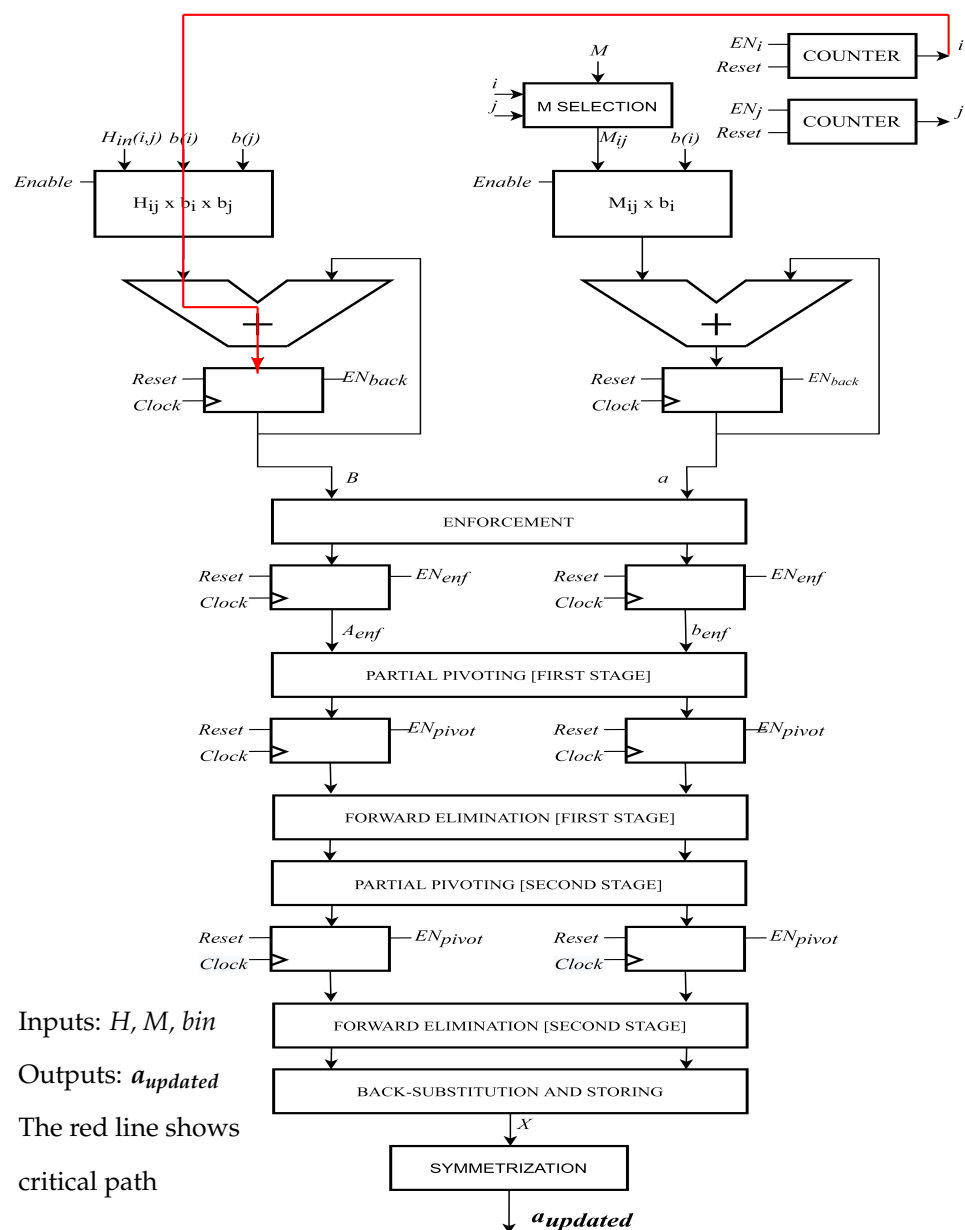 EN_i
COUNTER
i
Reset
M
i
j
M SELECTION
EN_j
COUNTER
j
Reset
H_in(i,j) b(i) b(j)
M_ij b(i)
Enable
H_ij x b_i x b_j
Enable
M_ij x b_i
+
+
Reset
EN_back
Clock
Reset
EN_back
Clock
B
a
ENFORCEMENT
Reset
EN_enf
Clock
Reset
EN_enf
Clock
A_enf
b_enf
PARTIAL PIVOTING [FIRST STAGE]
Reset
EN_pivot
Clock
Reset
EN_pivot
Clock
FORWARD ELIMINATION [FIRST STAGE]
PARTIAL PIVOTING [SECOND STAGE]
Reset
EN_pivot
Clock
Reset
EN_pivot
Clock
FORWARD ELIMINATION [SECOND STAGE]
BACK-SUBSTITUTION AND STORING
X
SYMMETRIZATION
a_updated
Inputs: H, M, bin
Outputs: a_updated
The red line shows
critical path